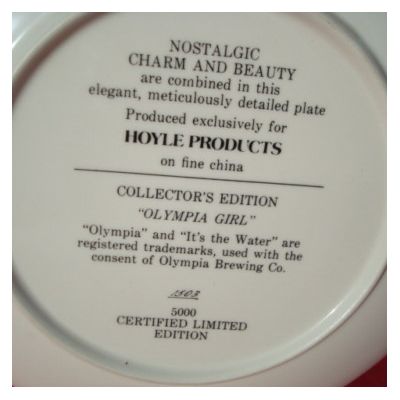 NOSTALGIC
CHARM AND BEAUTY
are combined in this
elegant, meticulously detailed plate
Produced exclusively for
HOYLE PRODUCTS
on fine china
COLLECTOR'S EDITION
"OLYMPIA GIRL"
"Olympia" and "It's the Water" are
registered trademarks, used with the
consent of Olympia Brewing Co.
1503
5000
CERTIFIED LIMITED
EDITION